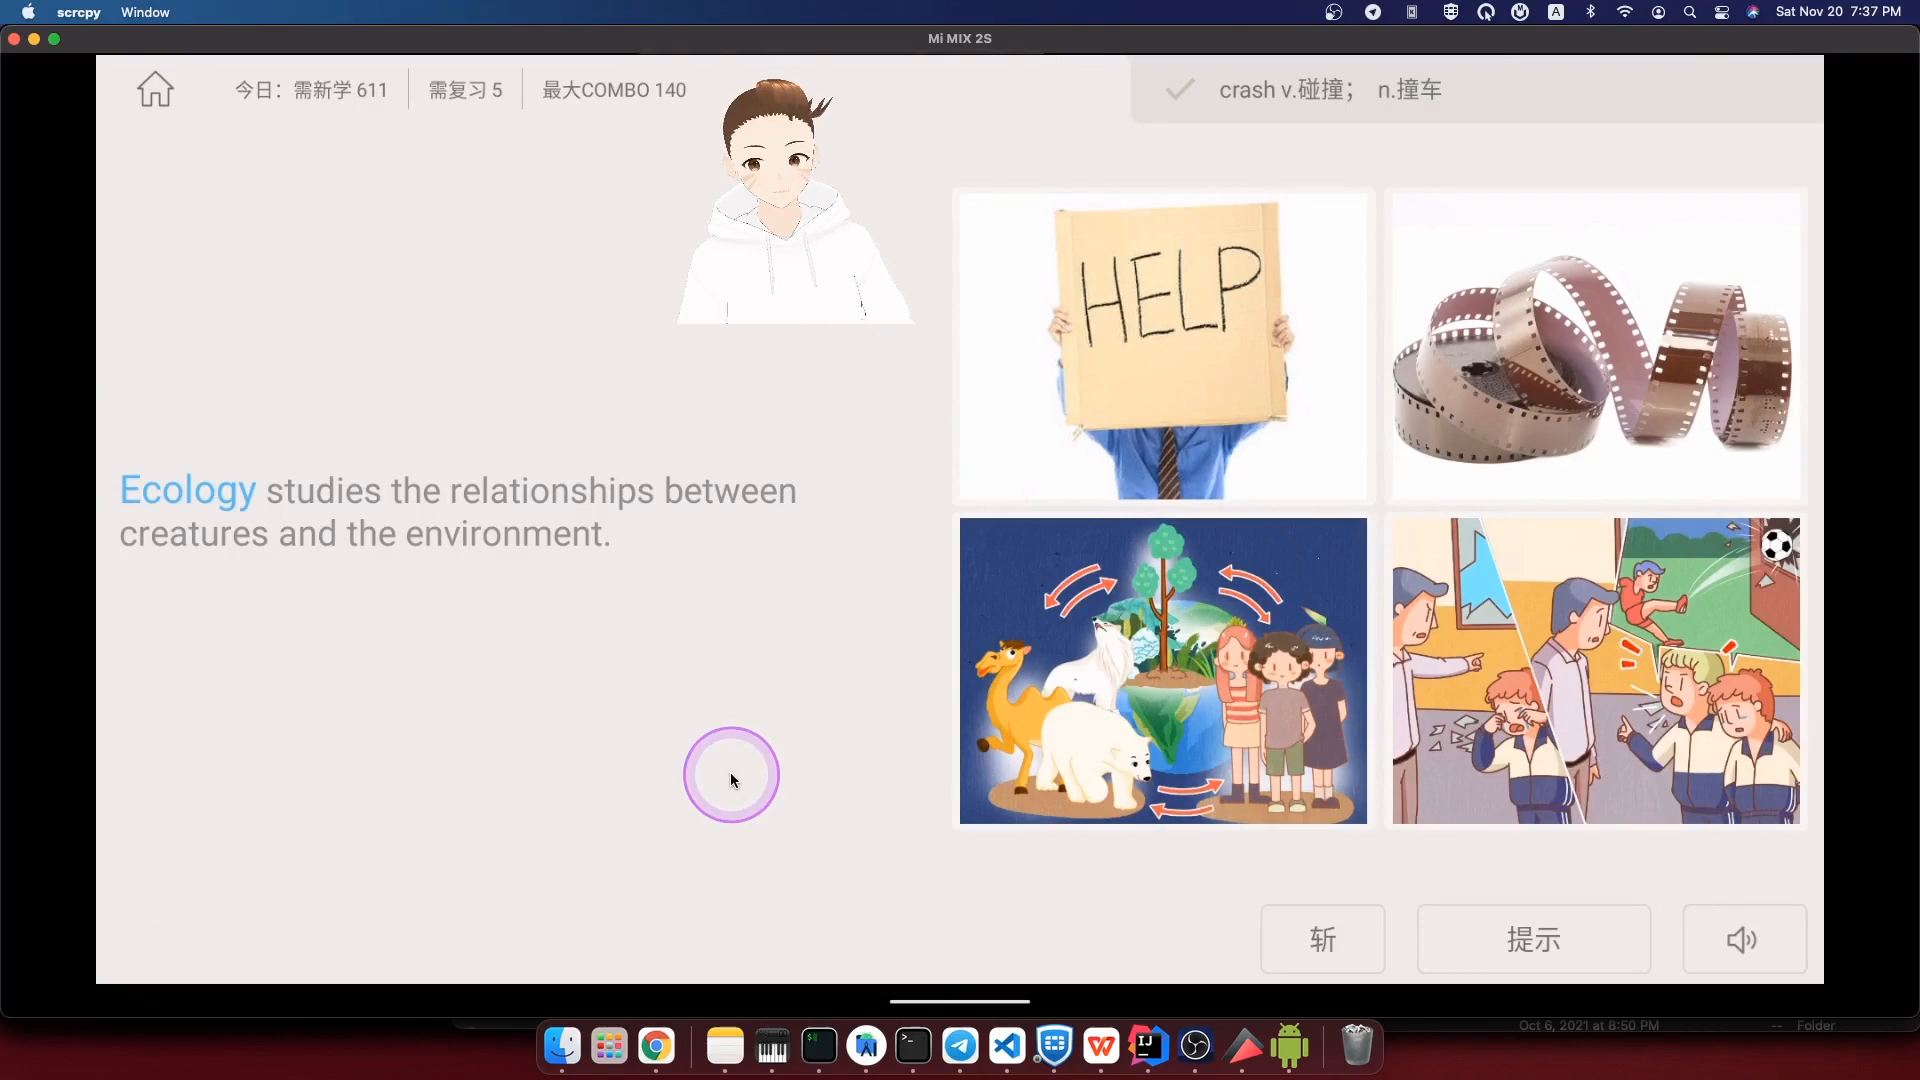 scrcpy Window
A
Sat Nov 20 7:37 PM
Mi MIX 2S
今日：需新学 611
需复习 5
最大COMBO 140
crash v.碰撞； n.撞车
HELP
Ecology studies the relationships between
creatures and the environment.
斩
提示
Oct 6, 2021 at 8:50 PM -- Folder
IJ